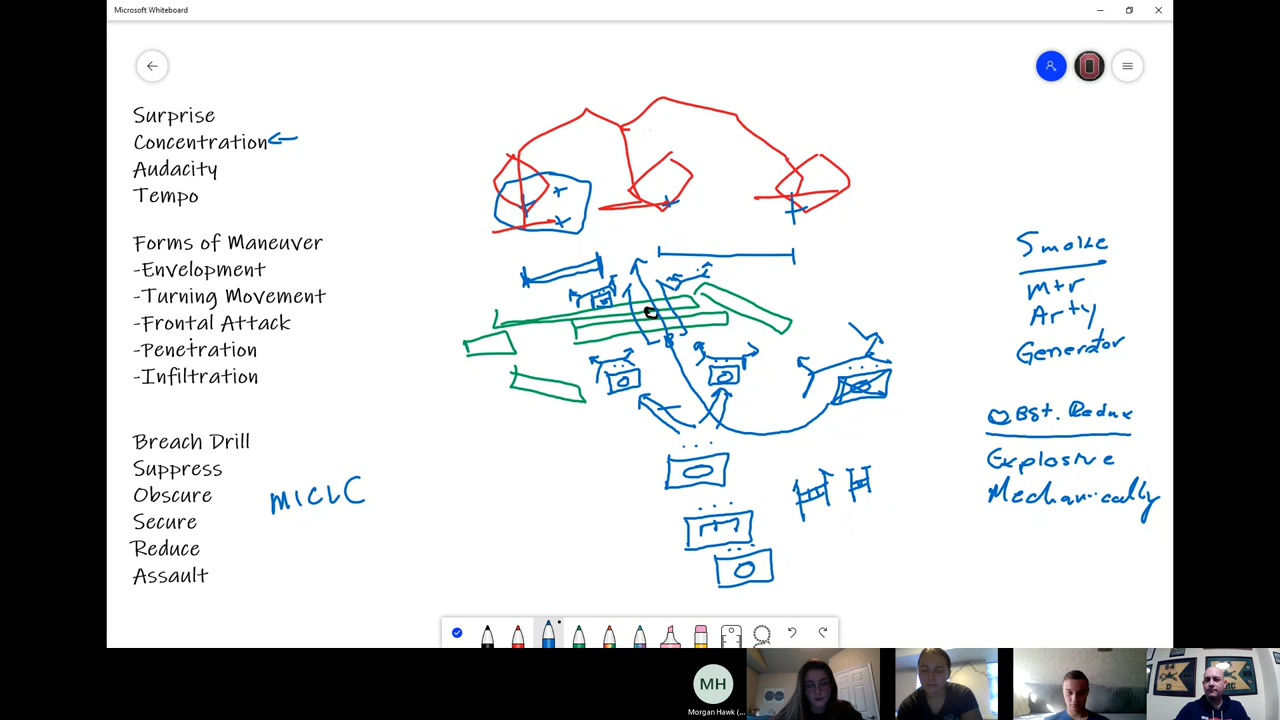 Microsoft Whiteboard
Surprise
Concentration
Audacity
Tempo
Forms of Maneuver
-Envelopment
-Turning Movement
-Frontal Attack
-Penetration
-Infiltration
Breach Drill
Suppress
Obscure
Secure
Reduce
Assault
MICLC
Smoke
Mtr
Arty
Generator
Obst. Redux
Explosive
Mechanically
MH
Morgan Hawk (...